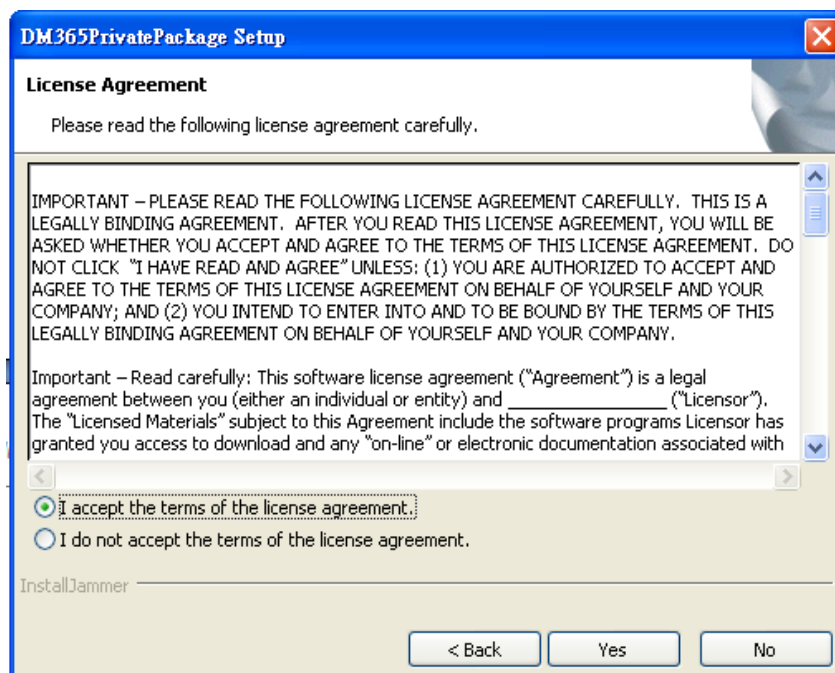 DM365PrivatePackage Setup
License Agreement
Please read the following license agreement carefully.
IMPORTANT – PLEASE READ THE FOLLOWING LICENSE AGREEMENT CAREFULLY.  THIS IS A
LEGALLY BINDING AGREEMENT.  AFTER YOU READ THIS LICENSE AGREEMENT, YOU WILL BE
ASKED WHETHER YOU ACCEPT AND AGREE TO THE TERMS OF THIS LICENSE AGREEMENT.  DO
NOT CLICK  “I HAVE READ AND AGREE” UNLESS: (1) YOU ARE AUTHORIZED TO ACCEPT AND
AGREE TO THE TERMS OF THIS LICENSE AGREEMENT ON BEHALF OF YOURSELF AND YOUR
COMPANY; AND (2) YOU INTEND TO ENTER INTO AND TO BE BOUND BY THE TERMS OF THIS
LEGALLY BINDING AGREEMENT ON BEHALF OF YOURSELF AND YOUR COMPANY.
Important – Read carefully: This software license agreement (“Agreement”) is a legal
agreement between you (either an individual or entity) and _______________ (“Licensor”).
The “Licensed Materials” subject to this Agreement include the software programs Licensor has
granted you access to download and any “on-line” or electronic documentation associated with
I accept the terms of the license agreement.
I do not accept the terms of the license agreement.
InstallJammer
< Back
Yes
No